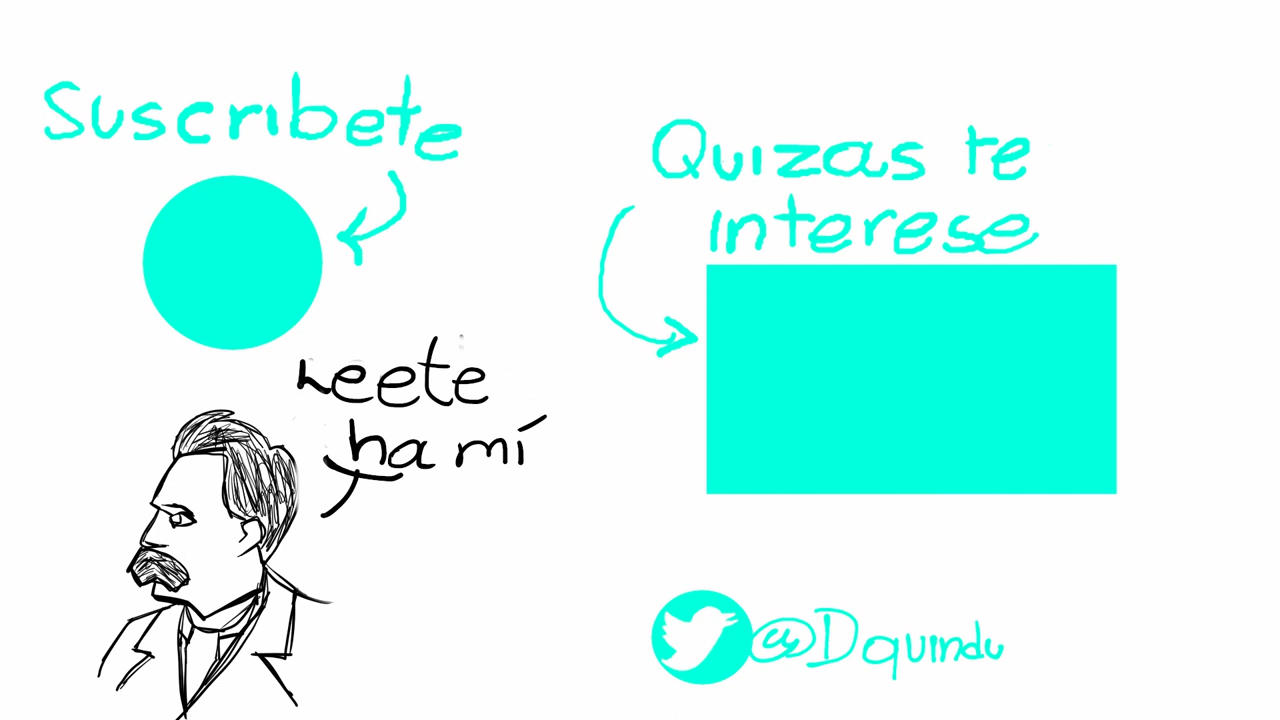 Suscribete
Quizas te
interese
Leete
ha mí
@Dquindu